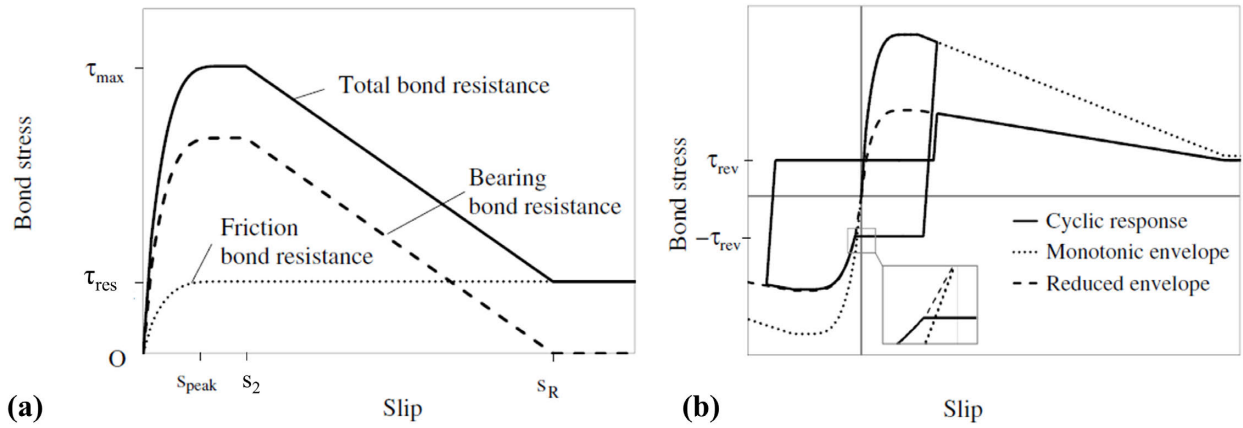 τmax
Total bond resistance
Bearing
bond resistance
Friction
bond resistance
τres
O
speak
s2
sR
Bond stress
Slip
(a)
τrev
−τrev
Bond stress
Cyclic response
Monotonic envelope
Reduced envelope
Slip
(b)